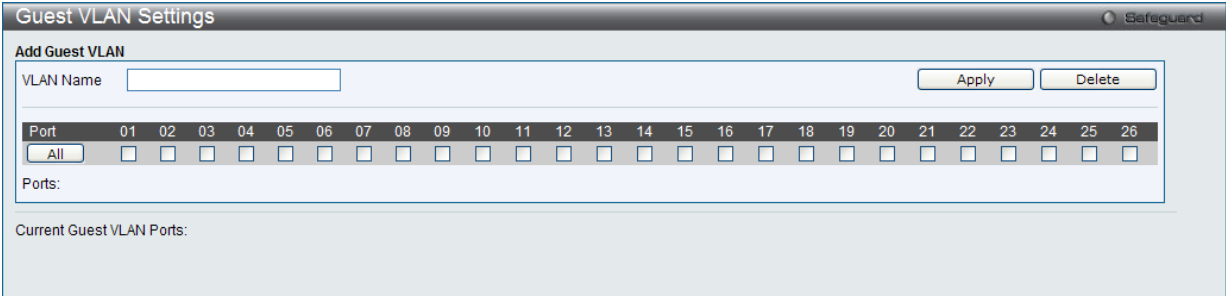 Guest VLAN Settings
Safeguard
Add Guest VLAN
VLAN Name Apply Delete
Port 01 02 03 04 05 06 07 08 09 10 11 12 13 14 15 16 17 18 19 20 21 22 23 24 25 26
All
Ports:
Current Guest VLAN Ports: